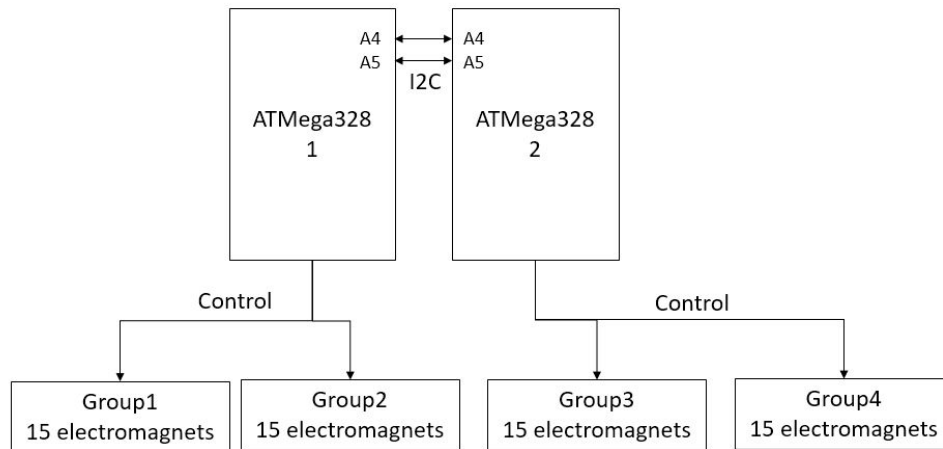 A4
A4
A5
A5
I2C
ATMega328
1
ATMega328
2
Control
Control
Group1
15 electromagnets
Group2
15 electromagnets
Group3
15 electromagnets
Group4
15 electromagnets